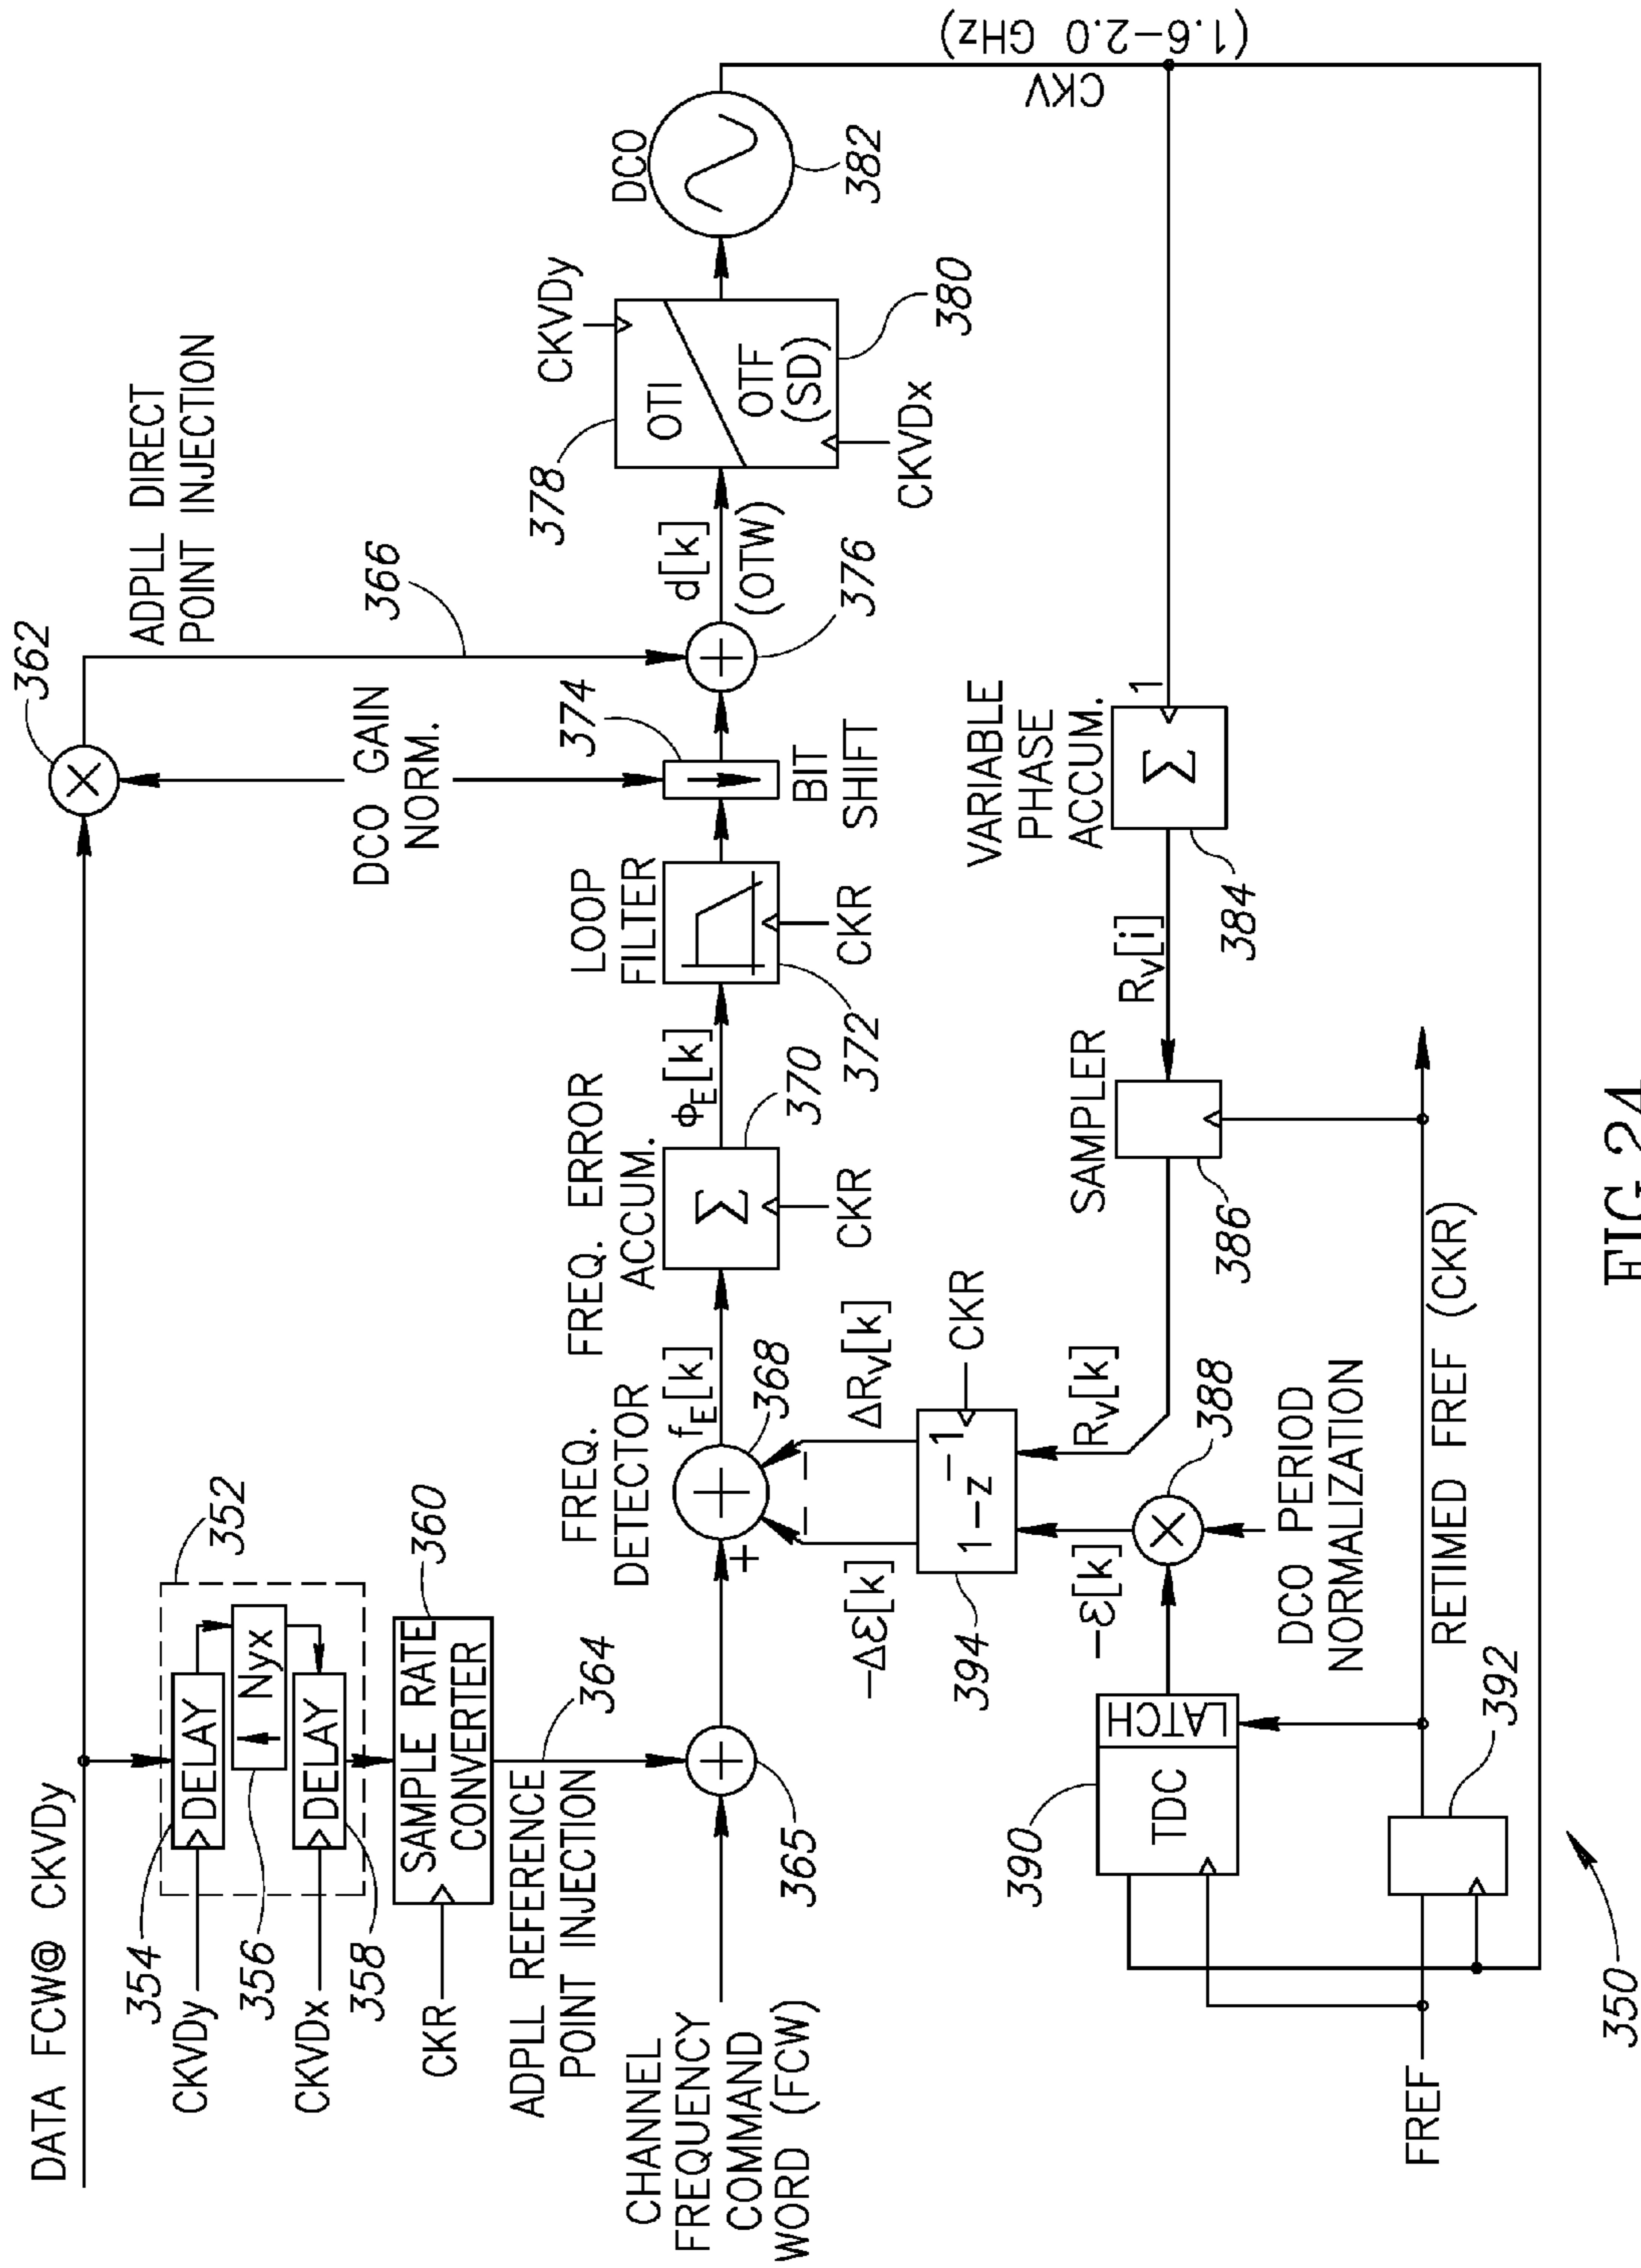 DATA FCW@ CKVDy
362
ADPLL DIRECT
POINT INJECTION
366
DCO GAIN
NORM.
352
354
DELAY
CKVDy
Nyx
356
DELAY
CKVDx
358
360
SAMPLE RATE
CONVERTER
CKR
364
ADPLL REFERENCE
POINT INJECTION
CHANNEL
FREQUENCY
COMMAND
WORD (FCW)
365
FREQ.
DETECTOR
+
368
fE[k]
FREQ. ERROR
ACCUM.
Σ
370
CKR
ΦE[k]
LOOP
FILTER
372
CKR
374
BIT
SHIFT
376
d[k]
(OTW)
378
OTI
OTF
(SD)
CKVDy
CKVDx
380
DCO
382
−Δε[k]
− −
ΔRV[k]
394
1−z−1
CKR
−ε[k]
RV[k]
388
DCO PERIOD
NORMALIZATION
SAMPLER
386
RV[i]
VARIABLE
PHASE
ACCUM.
Σ
1
384
CKV
(1.6−2.0 GHz)
390
TDC
LATCH
392
RETIMED FREF (CKR)
FREF
350
FIG.24